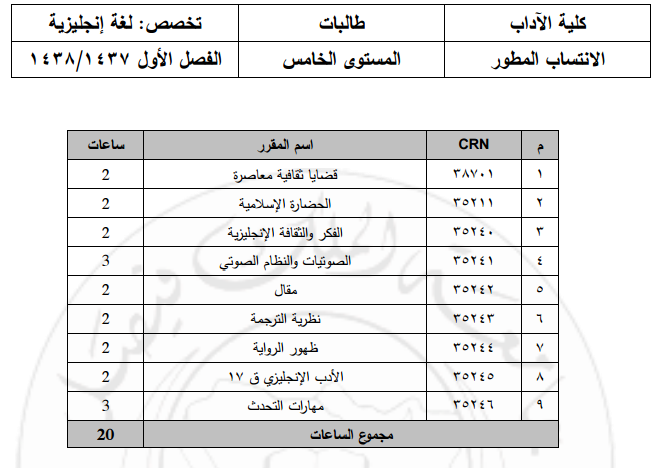 كلية الآداب طالبات تخصص: لغة إنجليزية
الانتساب المطور المستوى الخامس الفصل الأول ١٤٣٨/١٤٣٧
م CRN اسم المقرر ساعات
١ ٣٨٧٠١ قضايا ثقافية معاصرة 2
٢ ٣٥٢١١ الحضارة الإسلامية 2
٣ ٣٥٢٤٠ الفكر والثقافة الإنجليزية 2
٤ ٣٥٢٤١ الصوتيات والنظام الصوتي 3
٥ ٣٥٢٤٢ مقال 2
٦ ٣٥٢٤٣ نظرية الترجمة 2
٧ ٣٥٢٤٤ ظهور الرواية 2
٨ ٣٥٢٤٥ الأدب الإنجليزي ق ١٧ 2
٩ ٣٥٢٤٦ مهارات التحدث 3
مجموع الساعات 20
جامعة الملك فيصل